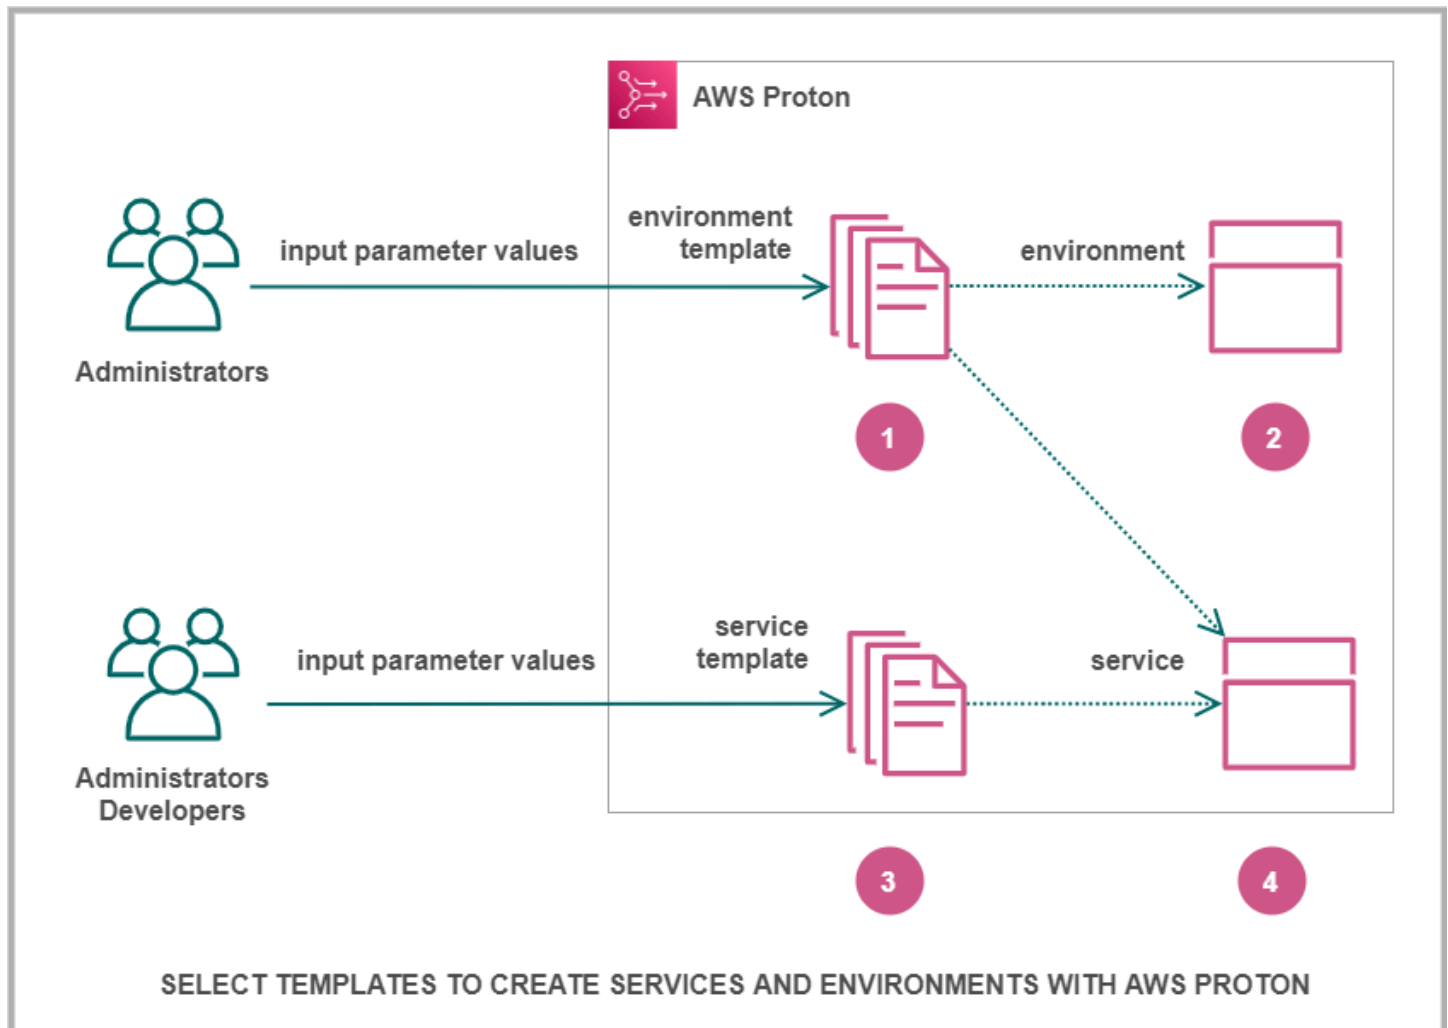 AWS Proton
input parameter values
environment
template
environment
Administrators
1
2
input parameter values
service
template
service
Administrators
Developers
3
4
SELECT TEMPLATES TO CREATE SERVICES AND ENVIRONMENTS WITH AWS PROTON